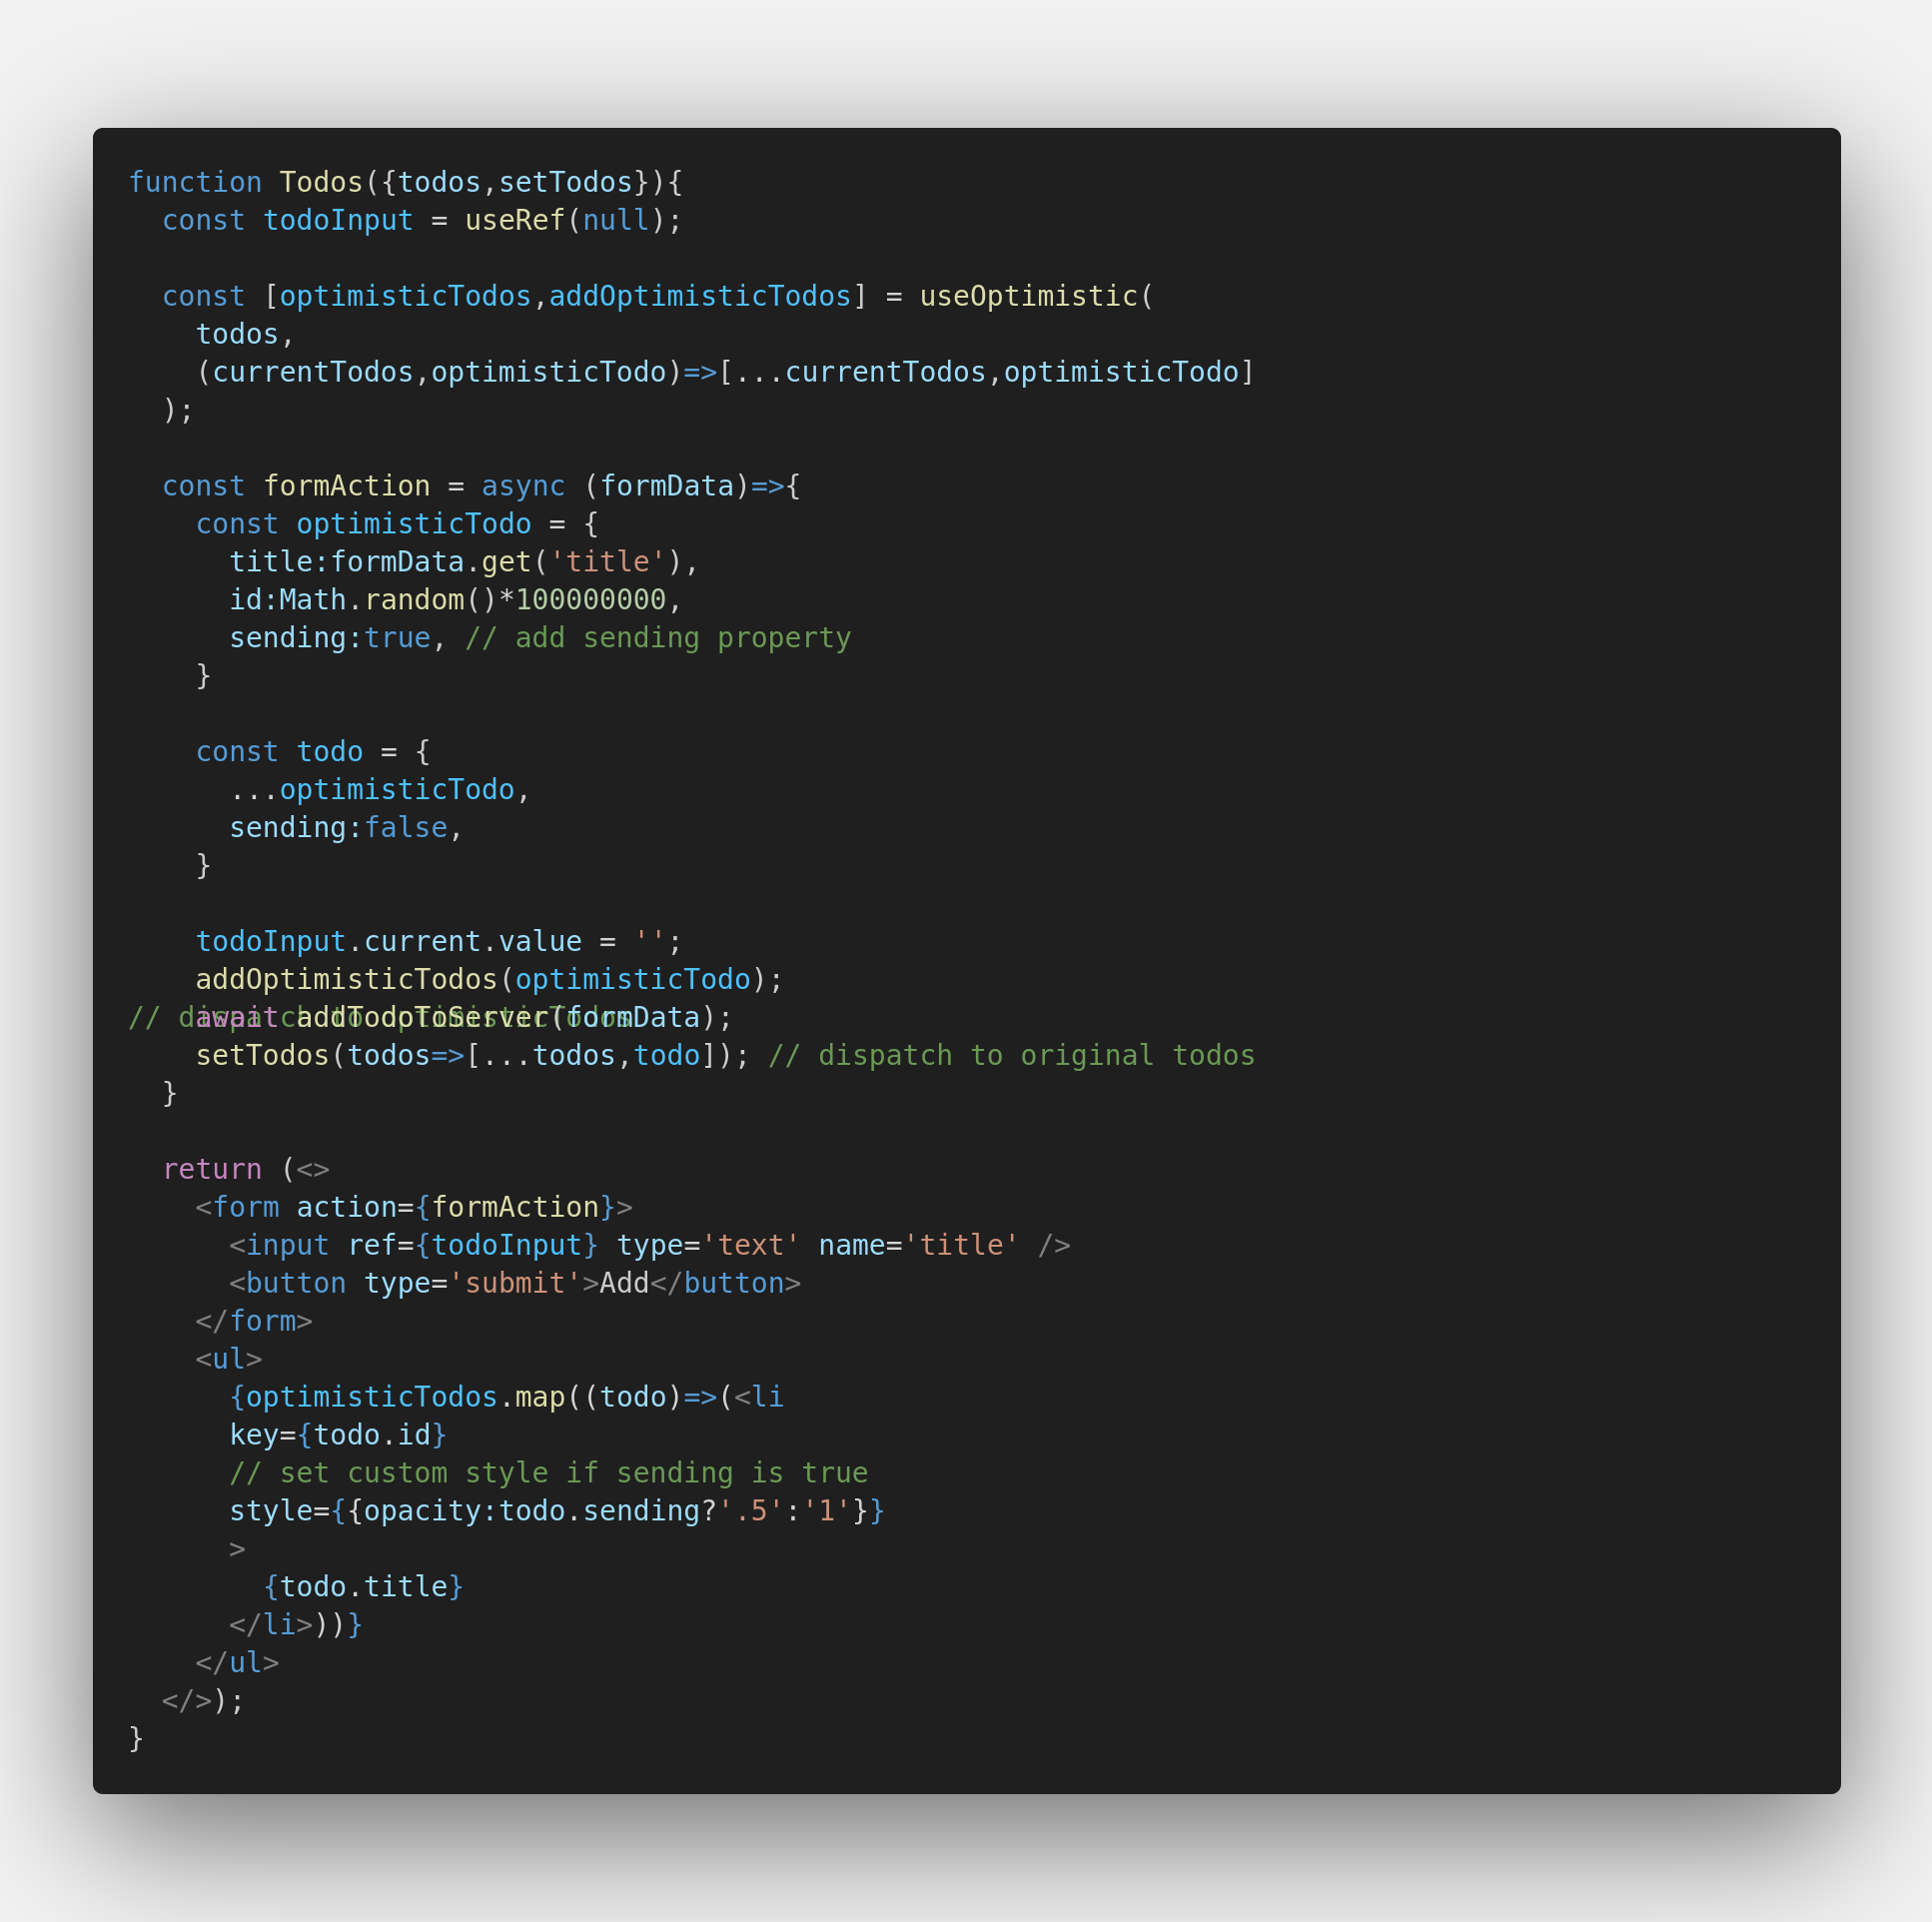 function Todos({todos,setTodos}){
  const todoInput = useRef(null);

  const [optimisticTodos,addOptimisticTodos] = useOptimistic(
    todos,
    (currentTodos,optimisticTodo)=>[...currentTodos,optimisticTodo]
  );

  const formAction = async (formData)=>{
    const optimisticTodo = {
      title:formData.get('title'),
      id:Math.random()*100000000,
      sending:true, // add sending property
    }

    const todo = {
      ...optimisticTodo,
      sending:false,
    }

    todoInput.current.value = '';
    addOptimisticTodos(optimisticTodo);
// dispatch to optimisticTodos
    await addTodoToServer(formData);
    setTodos(todos=>[...todos,todo]); // dispatch to original todos
  }

  return (<>
    <form action={formAction}>
      <input ref={todoInput} type='text' name='title' />
      <button type='submit'>Add</button>
    </form>
    <ul>
      {optimisticTodos.map((todo)=>(<li
      key={todo.id}
      // set custom style if sending is true
      style={{opacity:todo.sending?'.5':'1'}}
      >
        {todo.title}
      </li>))}
    </ul>
  </>);
}